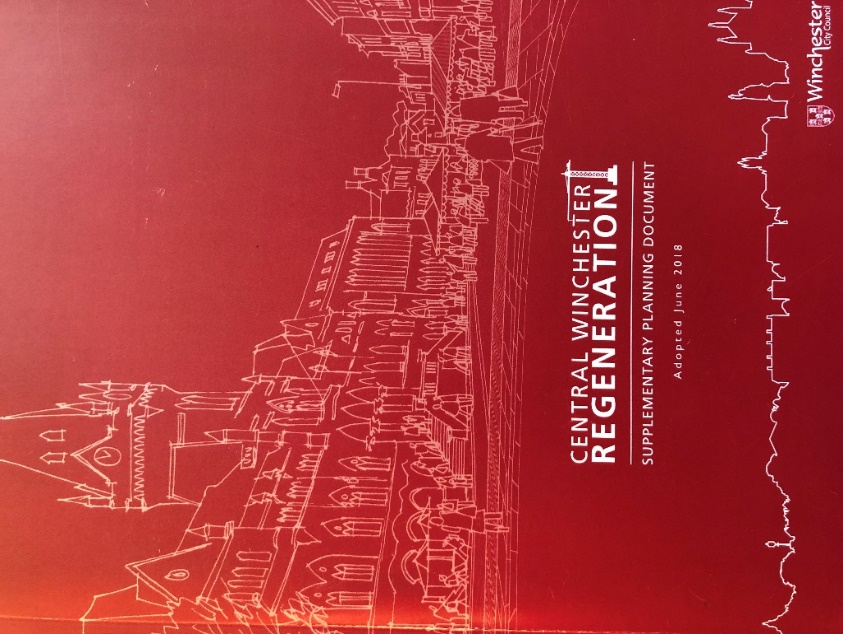 CENTRAL WINCHESTER
REGENERATION
SUPPLEMENTARY PLANNING DOCUMENT
Adopted June 2018
Winchester
City Council